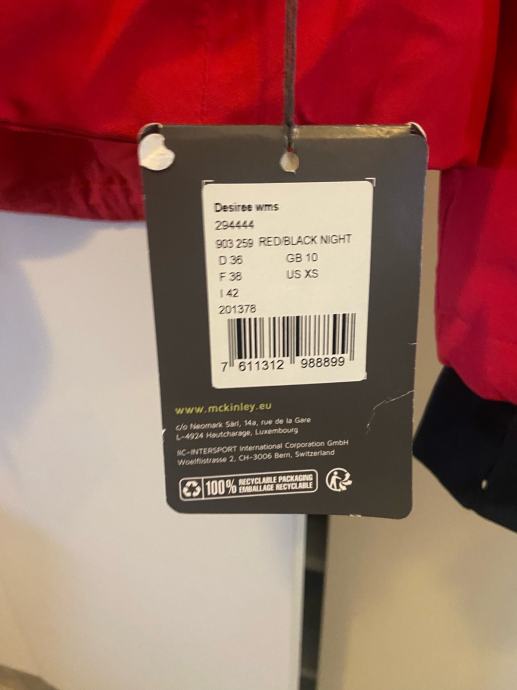 Desiree wms
294444
903 259 RED/BLACK NIGHT
D 36 GB 10
F 38 US XS
I 42
201378
7 611312 988899
www.mckinley.eu
c/o Neomark Sàrl, 14a, rue de la Gare
L-4924 Hautcharage, Luxembourg
IIC-INTERSPORT International Corporation GmbH
Woelflistrasse 2, CH-3006 Bern, Switzerland
100% RECYCLABLE PACKAGING
EMBALLAGE RECYCLABLE